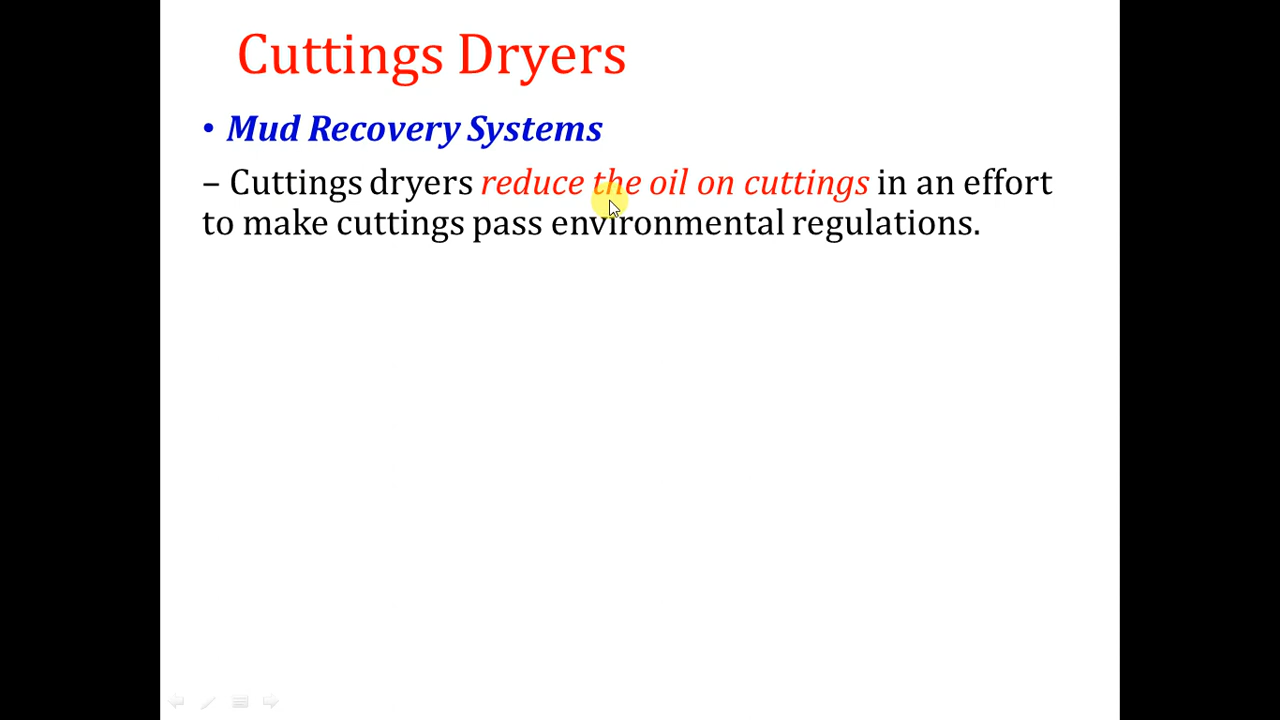 Cuttings Dryers
• Mud Recovery Systems
– Cuttings dryers reduce the oil on cuttings in an effort
to make cuttings pass environmental regulations.